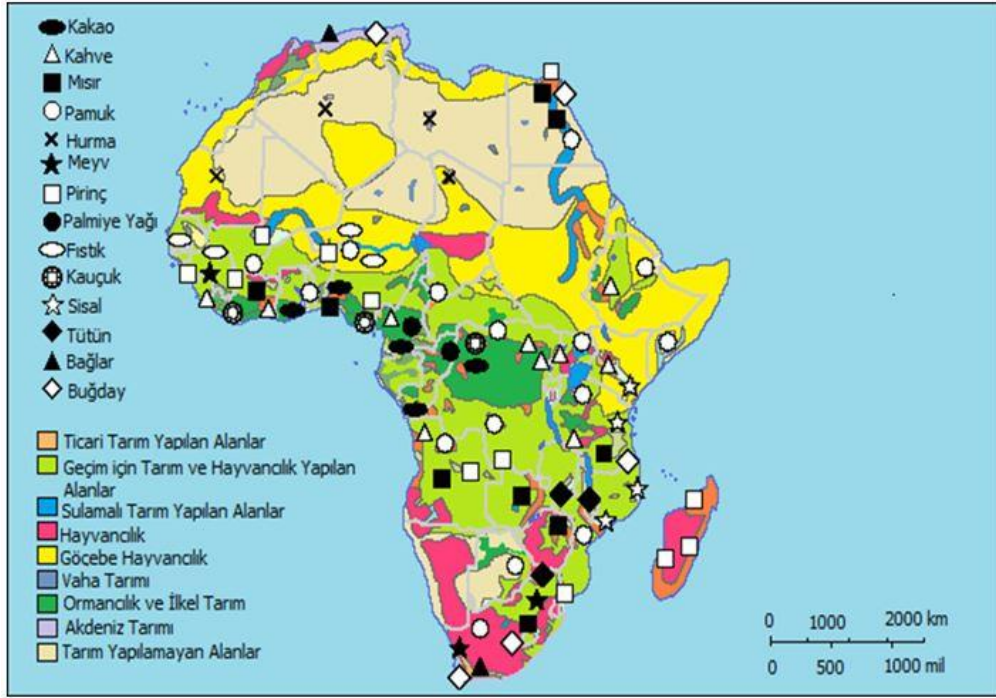 Kakao
Kahve
Mısır
Pamuk
Hurma
Meyv
Pirinç
Palmiye Yağı
Fıstık
Kauçuk
Sisal
Tütün
Bağlar
Buğday
Ticari Tarım Yapılan Alanlar
Geçim için Tarım ve Hayvancılık Yapılan
Alanlar
Sulamalı Tarım Yapılan Alanlar
Hayvancılık
Göçebe Hayvancılık
Vaha Tarımı
Ormancılık ve İlkel Tarım
Akdeniz Tarımı
Tarım Yapılamayan Alanlar
0 1000 2000 km
0 500 1000 mil